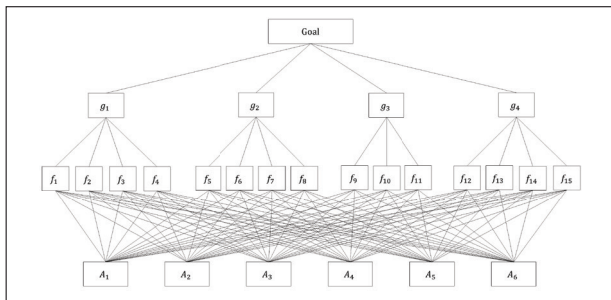 Goal
g₁ g₂ g₃ g₄
f₁ f₂ f₃ f₄ f₅ f₆ f₇ f₈ f₉ f₁₀ f₁₁ f₁₂ f₁₃ f₁₄ f₁₅
A₁ A₂ A₃ A₄ A₅ A₆